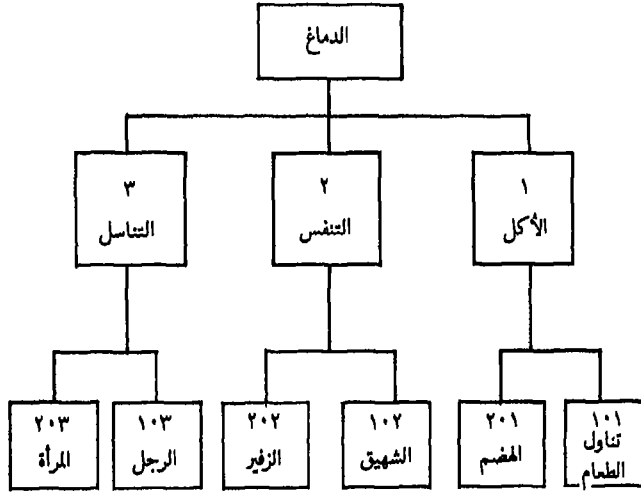 الدماغ
١
الأكل
٢
التنفس
٣
التناسل
١٠١
تناول
الطعام
٢٠١
الهضم
١٠٢
الشهيق
٢٠٢
الزفير
١٠٣
الرجل
٢٠٣
المرأة